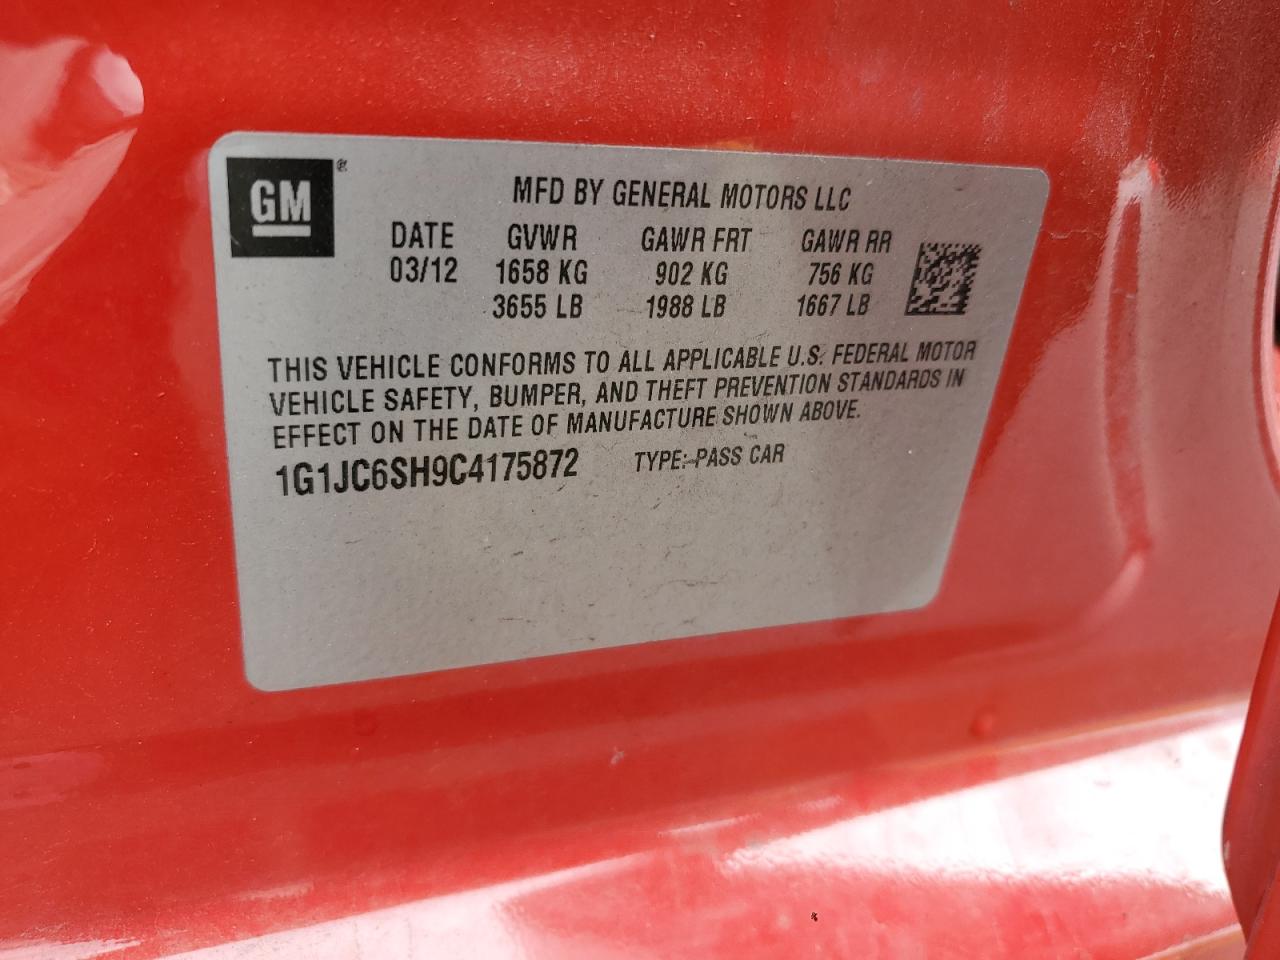 GM®
MFD BY GENERAL MOTORS LLC
DATE GVWR GAWR FRT GAWR RR
03/12 1658 KG 902 KG 756 KG
3655 LB 1988 LB 1667 LB
THIS VEHICLE CONFORMS TO ALL APPLICABLE U.S. FEDERAL MOTOR
VEHICLE SAFETY, BUMPER, AND THEFT PREVENTION STANDARDS IN
EFFECT ON THE DATE OF MANUFACTURE SHOWN ABOVE.
1G1JC6SH9C4175872 TYPE: PASS CAR